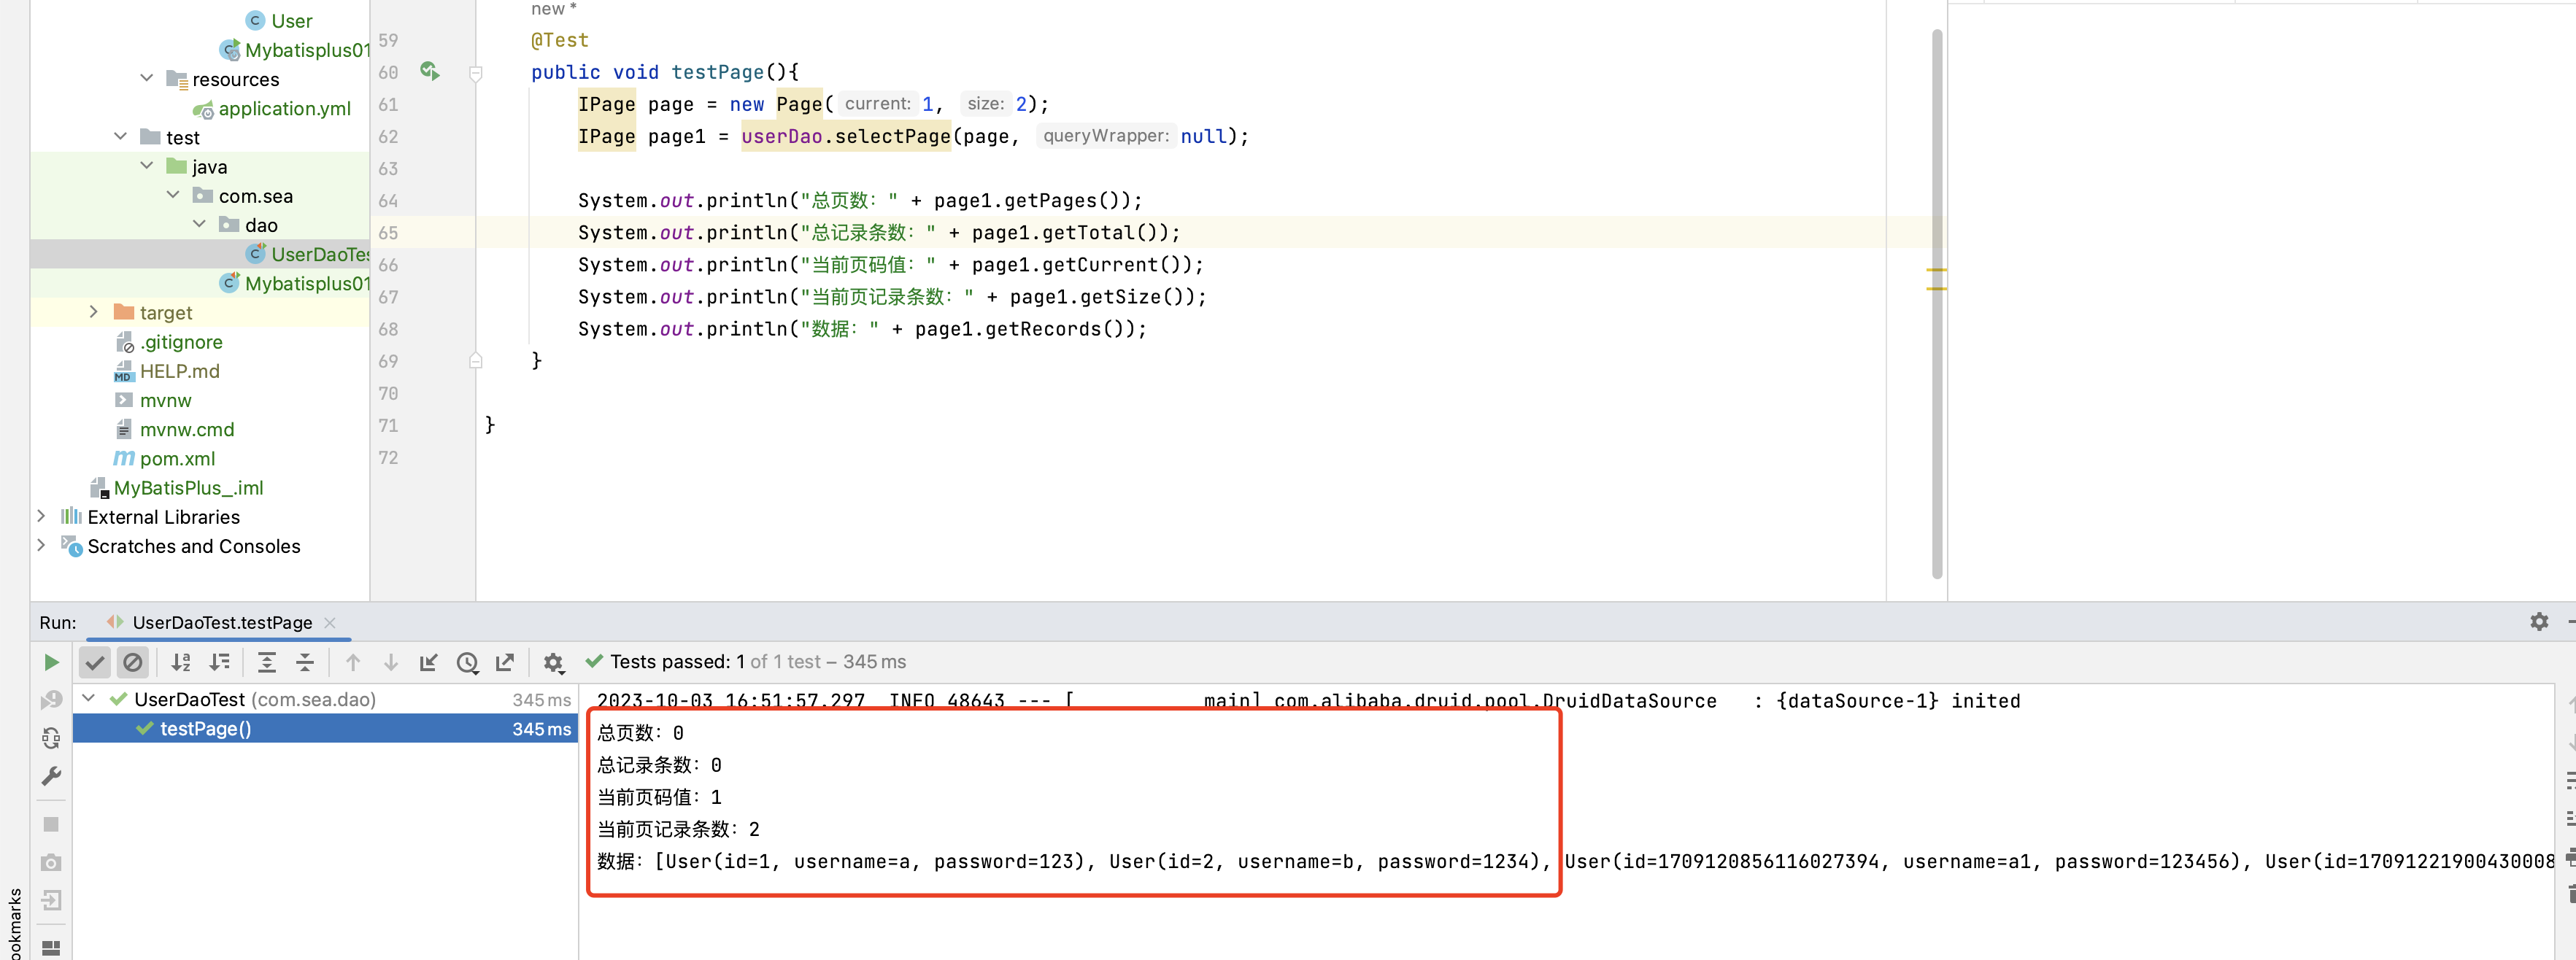 User
Mybatisplus01
resources
application.yml
test
java
com.sea
dao
UserDaoTes
Mybatisplus01
target
.gitignore
HELP.md
mvnw
mvnw.cmd
pom.xml
MyBatisPlus_.iml
External Libraries
Scratches and Consoles
new *
59 @Test
60 public void testPage(){
61 IPage page = new Page( current: 1, size: 2);
62 IPage page1 = userDao.selectPage(page, queryWrapper: null);
63
64 System.out.println("总页数：" + page1.getPages());
65 System.out.println("总记录条数：" + page1.getTotal());
66 System.out.println("当前页码值：" + page1.getCurrent());
67 System.out.println("当前页记录条数：" + page1.getSize());
68 System.out.println("数据：" + page1.getRecords());
69 }
70
71 }
72
Run: UserDaoTest.testPage
Tests passed: 1 of 1 test – 345 ms
UserDaoTest (com.sea.dao) 345 ms
testPage() 345 ms
2023-10-03 16:51:57.297 INFO 48643 --- [ main] com.alibaba.druid.pool.DruidDataSource : {dataSource-1} inited
总页数：0
总记录条数：0
当前页码值：1
当前页记录条数：2
数据：[User(id=1, username=a, password=123), User(id=2, username=b, password=1234), User(id=1709120856116027394, username=a1, password=123456), User(id=17091221900430008
ookmarks